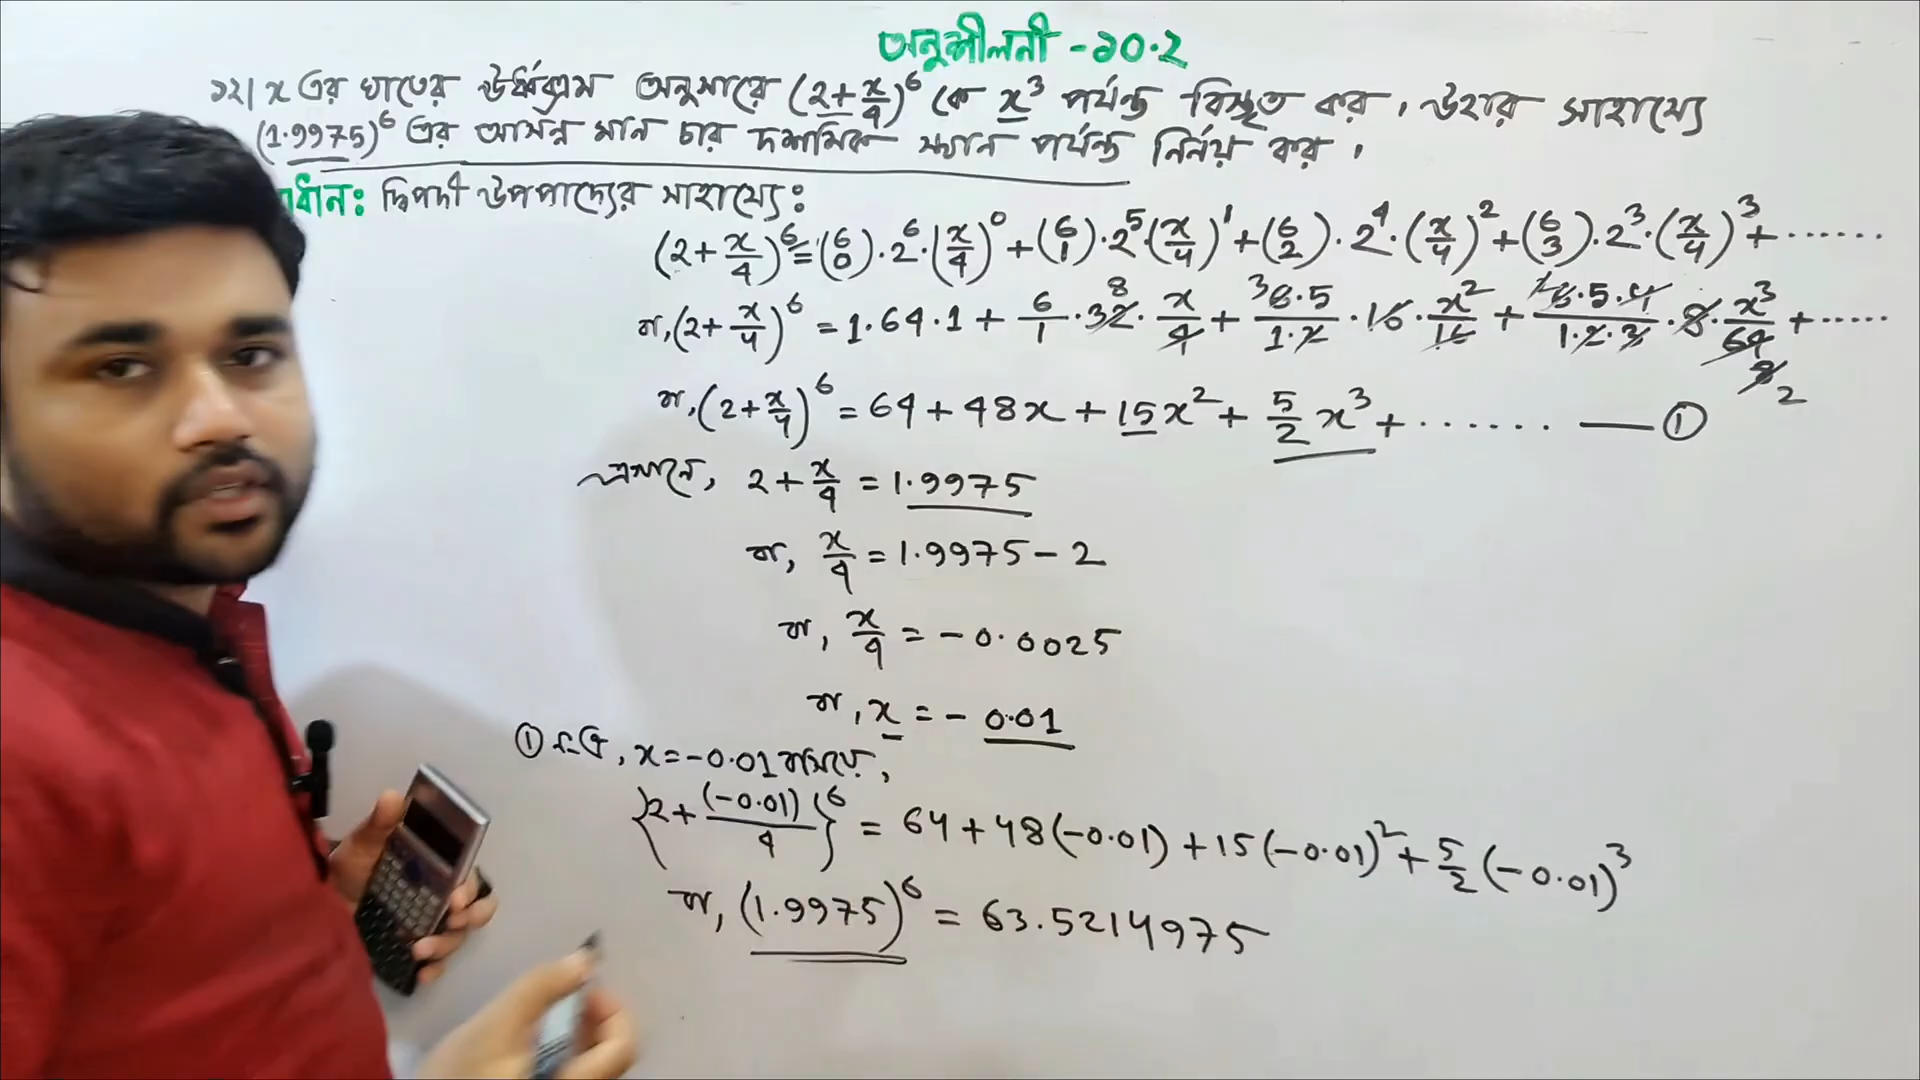 অনুশীলনী - ১০.২
১২। x এর ঘাতের ঊর্ধ্বক্রম অনুসারে (2+x/4)^6 কে x^3 পর্যন্ত বিস্তৃত কর। উহার সাহায্যে
(1.9975)^6 এর আসন্ন মান চার দশমিক স্থান পর্যন্ত নির্ণয় কর।
াধান: দ্বিপদী উপপাদ্যের সাহায্যে:
(2+x/4)^6 = (6 0)·2^6·(x/4)^0 + (6 1)·2^5·(x/4)^1 + (6 2)·2^4·(x/4)^2 + (6 3)·2^3·(x/4)^3 + ......
বা, (2+x/4)^6 = 1·64·1 + 6/1·32·x/4 + 6·5/1·2·16·x^2/16 + 6·5·4/1·2·3·8·x^3/64 + .....
বা, (2+x/4)^6 = 64 + 48x + 15x^2 + 5/2 x^3 + ....... — ①
এখানে, 2 + x/4 = 1.9975
বা, x/4 = 1.9975 - 2
বা, x/4 = - 0.0025
বা, x = - 0.01
① নং এ, x = -0.01 বসিয়ে,
{2 + (-0.01)/4}^6 = 64 + 48(-0.01) + 15(-0.01)^2 + 5/2 (-0.01)^3
বা, (1.9975)^6 = 63.5214975